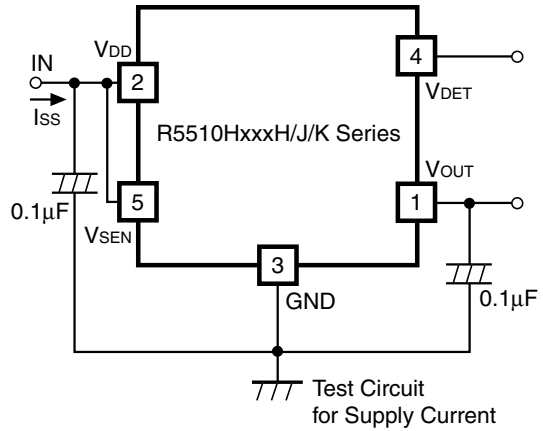 IN
VDD
2
ISS
4
VDET
R5510HxxxH/J/K Series
VOUT
1
0.1μF
5
VSEN
3
GND
0.1μF
Test Circuit
for Supply Current